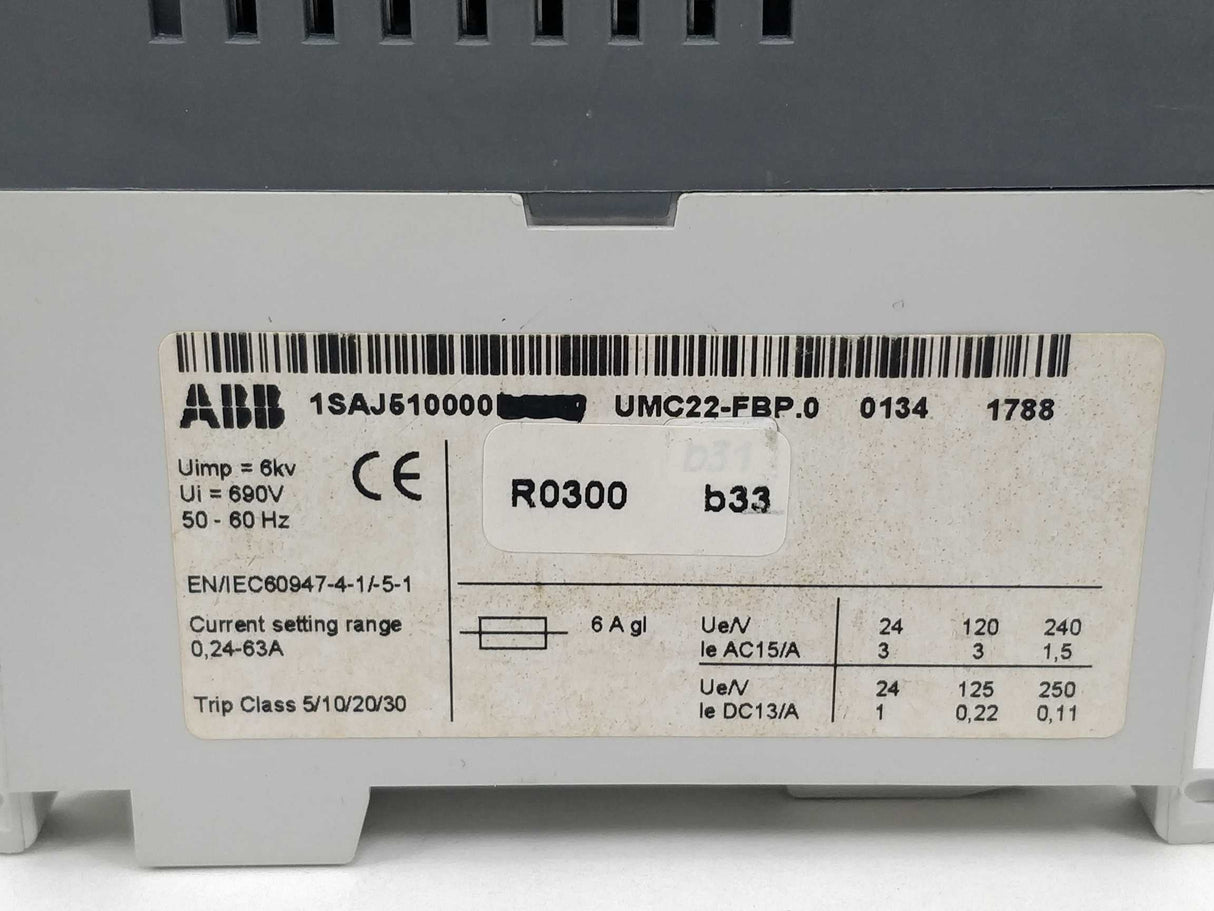 ABB 1SAJ510000 UMC22-FBP.0 0134 1788
Uimp = 6kv
Ui = 690V
50 - 60 Hz
CE
b31
R0300 b33
EN/IEC60947-4-1/-5-1
Current setting range
0,24-63A
Trip Class 5/10/20/30
6 A gl
Ue/V 24 120 240
Ie AC15/A 3 3 1,5
Ue/V 24 125 250
Ie DC13/A 1 0,22 0,11